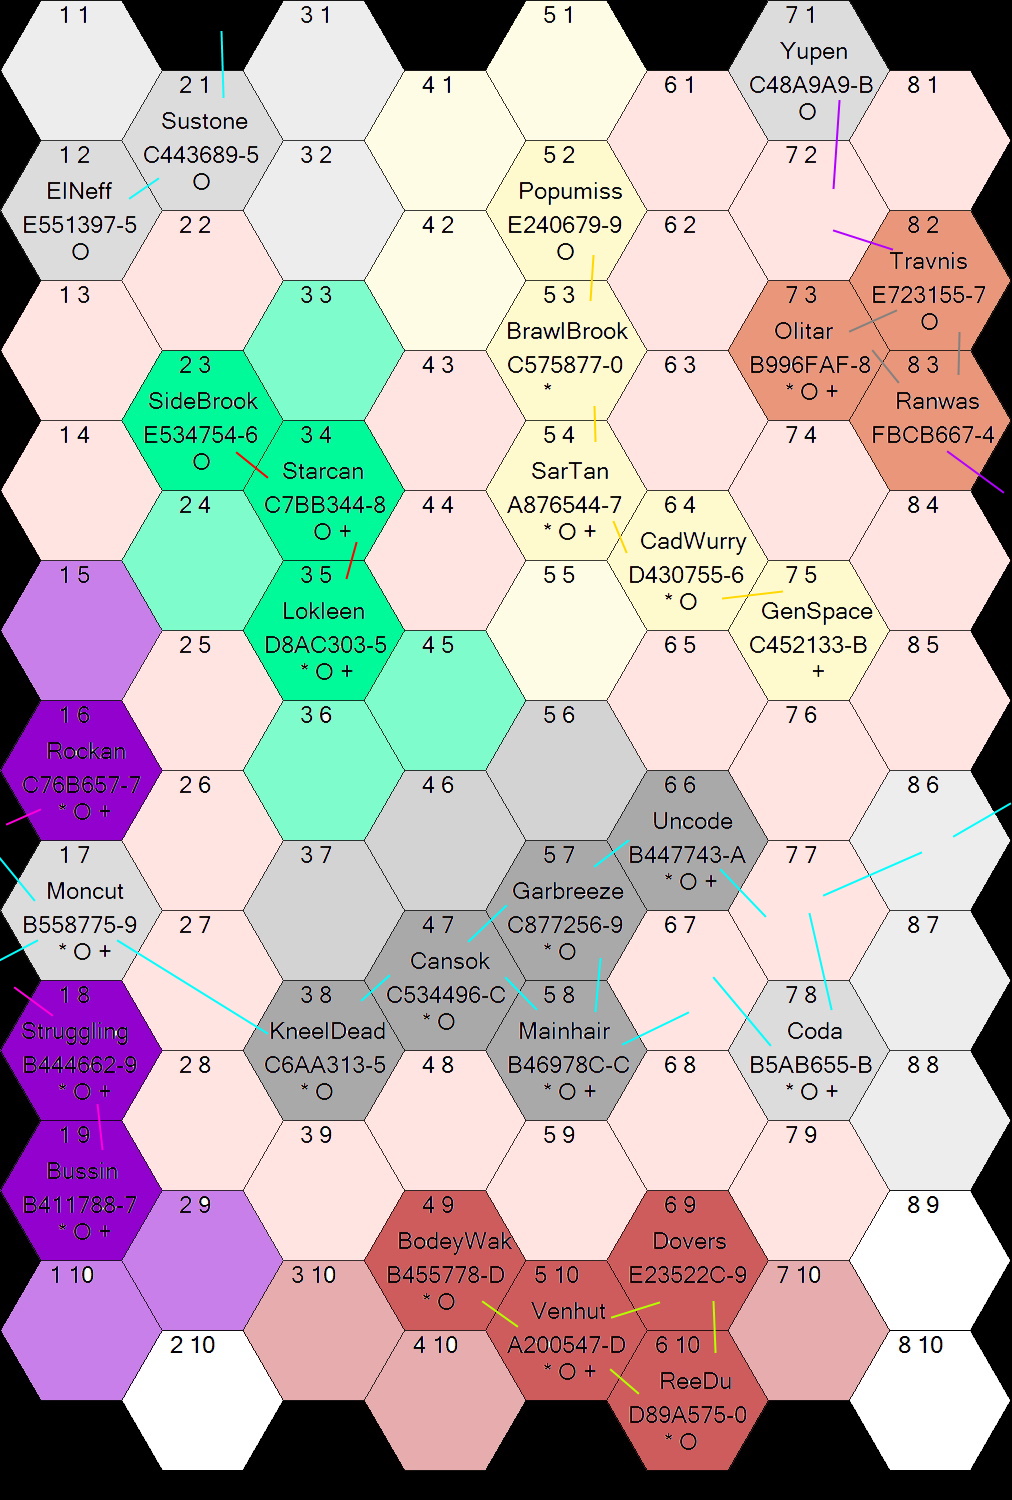 1 1
3 1
5 1
7 1
Yupen
C48A9A9-B
O
2 1
Sustone
C443689-5
O
4 1
6 1
8 1
1 2
ElNeff
E551397-5
O
3 2
5 2
Popumiss
E240679-9
O
7 2
2 2
4 2
6 2
8 2
Travnis
E723155-7
O
1 3
3 3
5 3
BrawlBrook
C575877-0
*
7 3
Olitar
B996FAF-8
* O +
2 3
SideBrook
E534754-6
O
4 3
6 3
8 3
Ranwas
FBCB667-4
1 4
3 4
Starcan
C7BB344-8
O +
5 4
SarTan
A876544-7
* O +
7 4
2 4
4 4
6 4
CadWurry
D430755-6
* O
8 4
1 5
3 5
Lokleen
D8AC303-5
* O +
5 5
7 5
GenSpace
C452133-B
+
2 5
4 5
6 5
8 5
1 6
Rockan
C76B657-7
* O +
3 6
5 6
7 6
2 6
4 6
6 6
Uncode
B447743-A
* O +
8 6
1 7
Moncut
B558775-9
* O +
3 7
5 7
Garbreeze
C877256-9
* O
7 7
2 7
4 7
Cansok
C534496-C
* O
6 7
8 7
1 8
Struggling
B444662-9
* O +
3 8
KneelDead
C6AA313-5
* O
5 8
Mainhair
B46978C-C
* O +
7 8
Coda
B5AB655-B
* O +
2 8
4 8
6 8
8 8
1 9
Bussin
B411788-7
* O +
3 9
5 9
7 9
2 9
4 9
BodeyWak
B455778-D
* O
6 9
Dovers
E23522C-9
8 9
1 10
3 10
5 10
Venhut
A200547-D
* O +
7 10
2 10
4 10
6 10
ReeDu
D89A575-0
* O
8 10